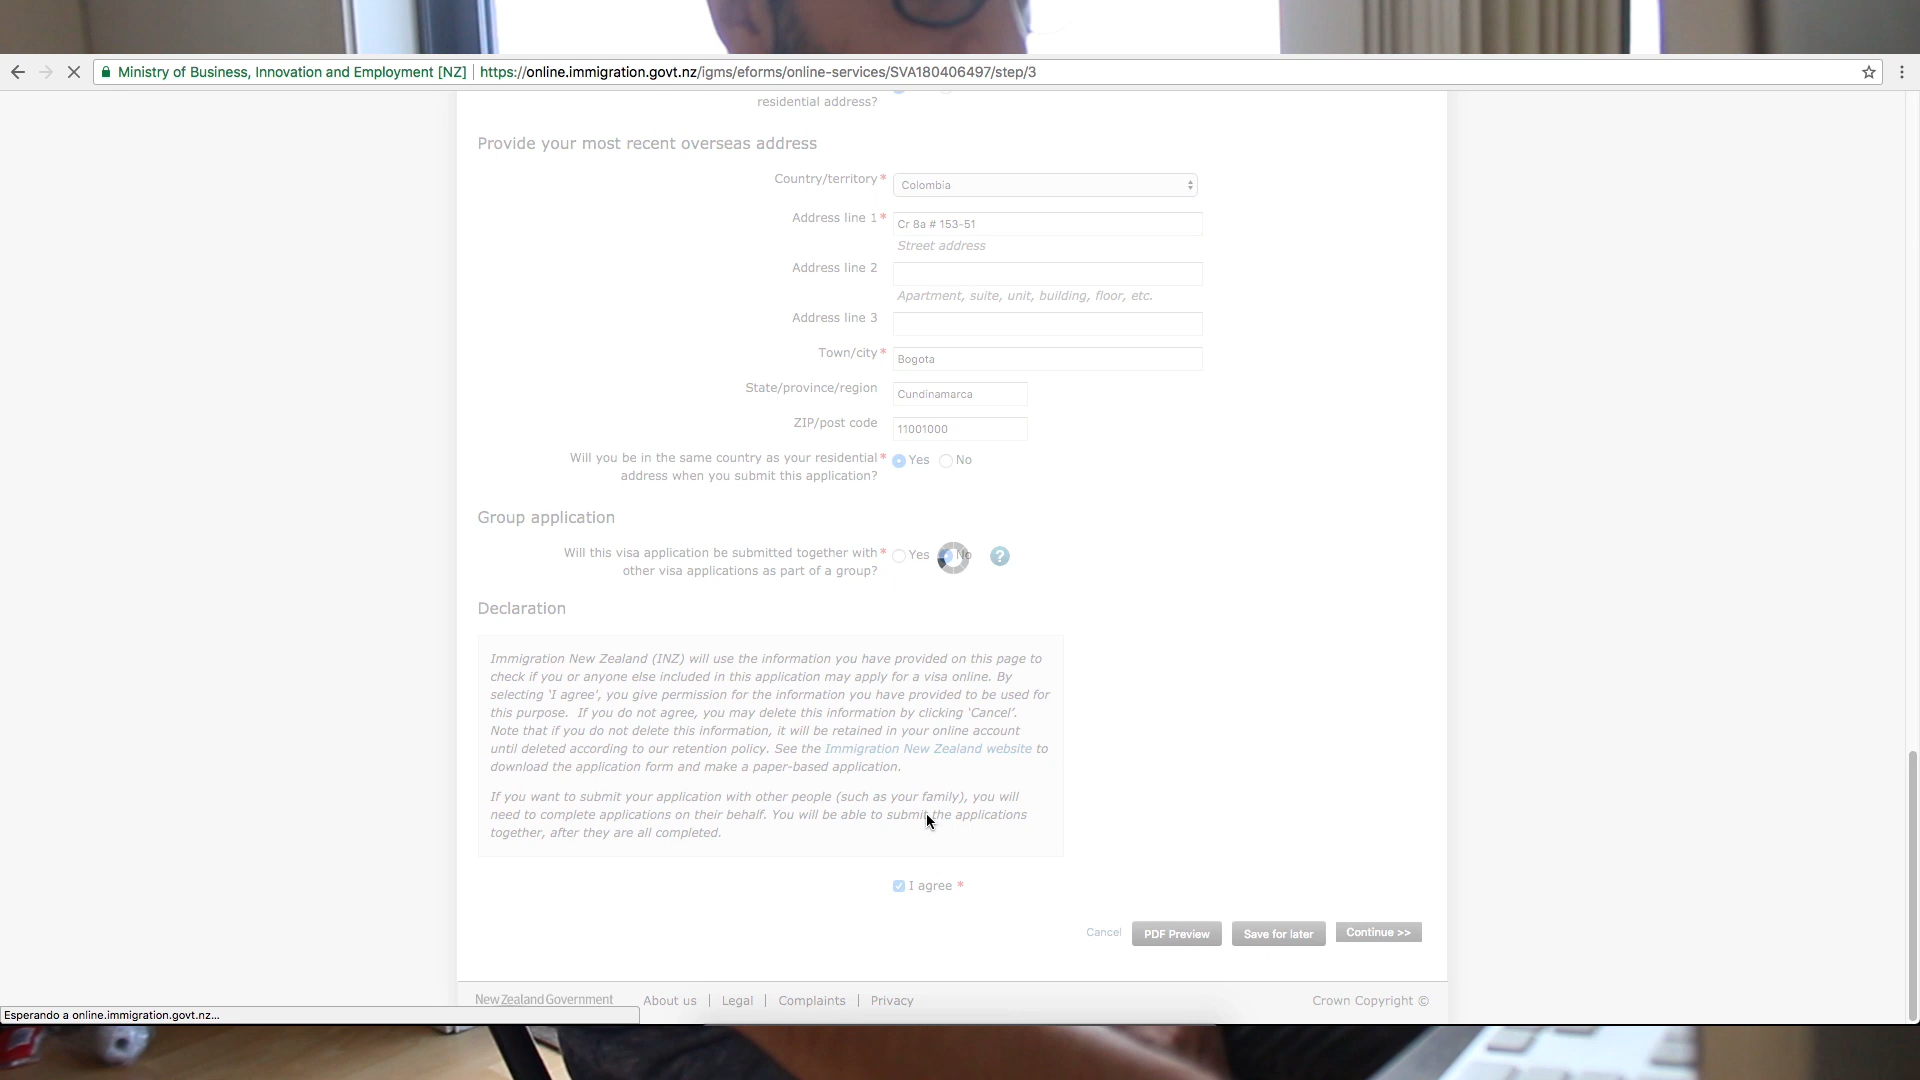 Ministry of Business, Innovation and Employment [NZ] | https://online.immigration.govt.nz/igms/eforms/online-services/SVA180406497/step/3
residential address?
Provide your most recent overseas address
Country/territory* Colombia
Address line 1* Cr 8a # 153-51
Street address
Address line 2
Apartment, suite, unit, building, floor, etc.
Address line 3
Town/city* Bogota
State/province/region Cundinamarca
ZIP/post code 11001000
Will you be in the same country as your residential* Yes No
address when you submit this application?
Group application
Will this visa application be submitted together with* Yes No ?
other visa applications as part of a group?
Declaration
Immigration New Zealand (INZ) will use the information you have provided on this page to
check if you or anyone else included in this application may apply for a visa online. By
selecting 'I agree', you give permission for the information you have provided to be used for
this purpose. If you do not agree, you may delete this information by clicking 'Cancel'.
Note that if you do not delete this information, it will be retained in your online account
until deleted according to our retention policy. See the Immigration New Zealand website to
download the application form and make a paper-based application.
If you want to submit your application with other people (such as your family), you will
need to complete applications on their behalf. You will be able to submit the applications
together, after they are all completed.
I agree *
Cancel PDF Preview Save for later Continue >>
New Zealand Government About us | Legal | Complaints | Privacy Crown Copyright ©
Esperando a online.immigration.govt.nz...